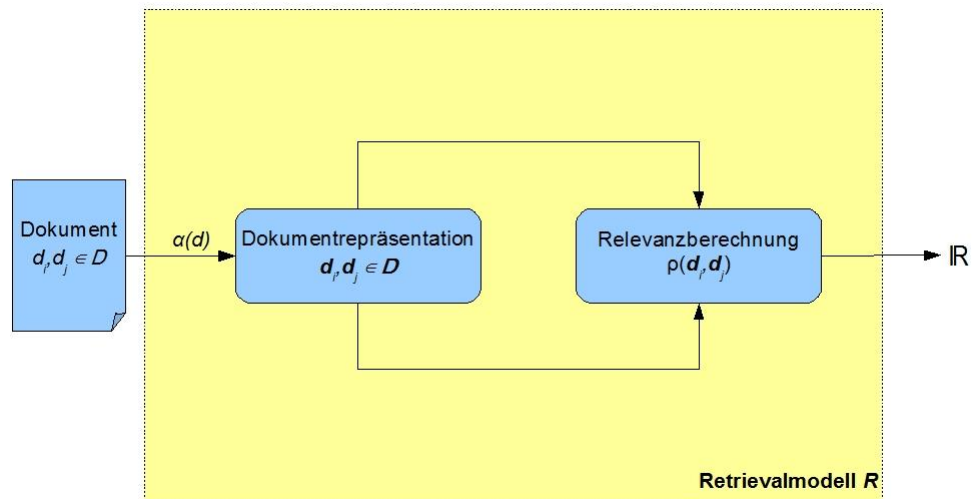 Dokument
d_i, d_j ∈ D
α(d)
Dokumentrepräsentation
d_i, d_j ∈ D
Relevanzberechnung
ρ(d_i, d_j)
ℝ
Retrievalmodell R